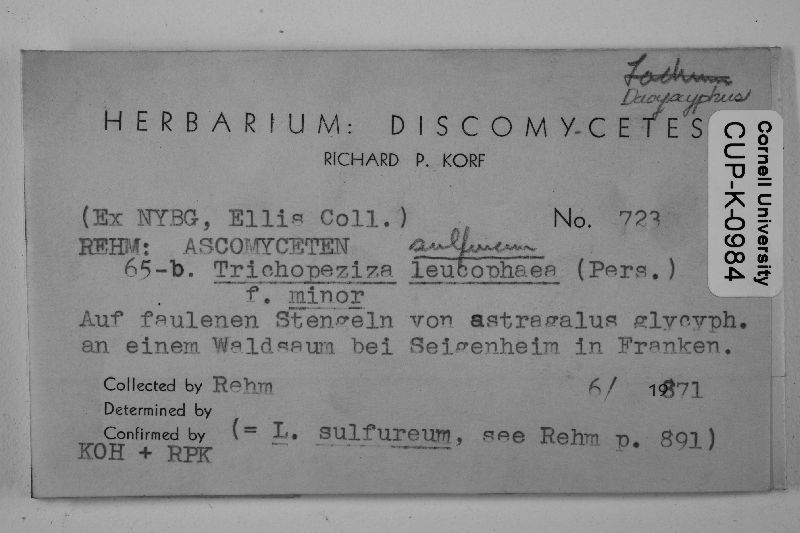 Dasyscyphus
HERBARIUM: DISCOMYCETES
RICHARD P. KORF
Cornell University
CUP-K-0984
(Ex NYBG, Ellis Coll.) No. 723
REHM: ASCOMYCETEN sulfureum
65-b. Trichopeziza leucophaea (Pers.)
f. minor
Auf faulenen Stengeln von astragalus glycyph.
an einem Waldsaum bei Seigenheim in Franken.
Collected by Rehm 6/ 1871
Determined by
Confirmed by (= L. sulfureum, see Rehm p. 891)
KOH + RPK